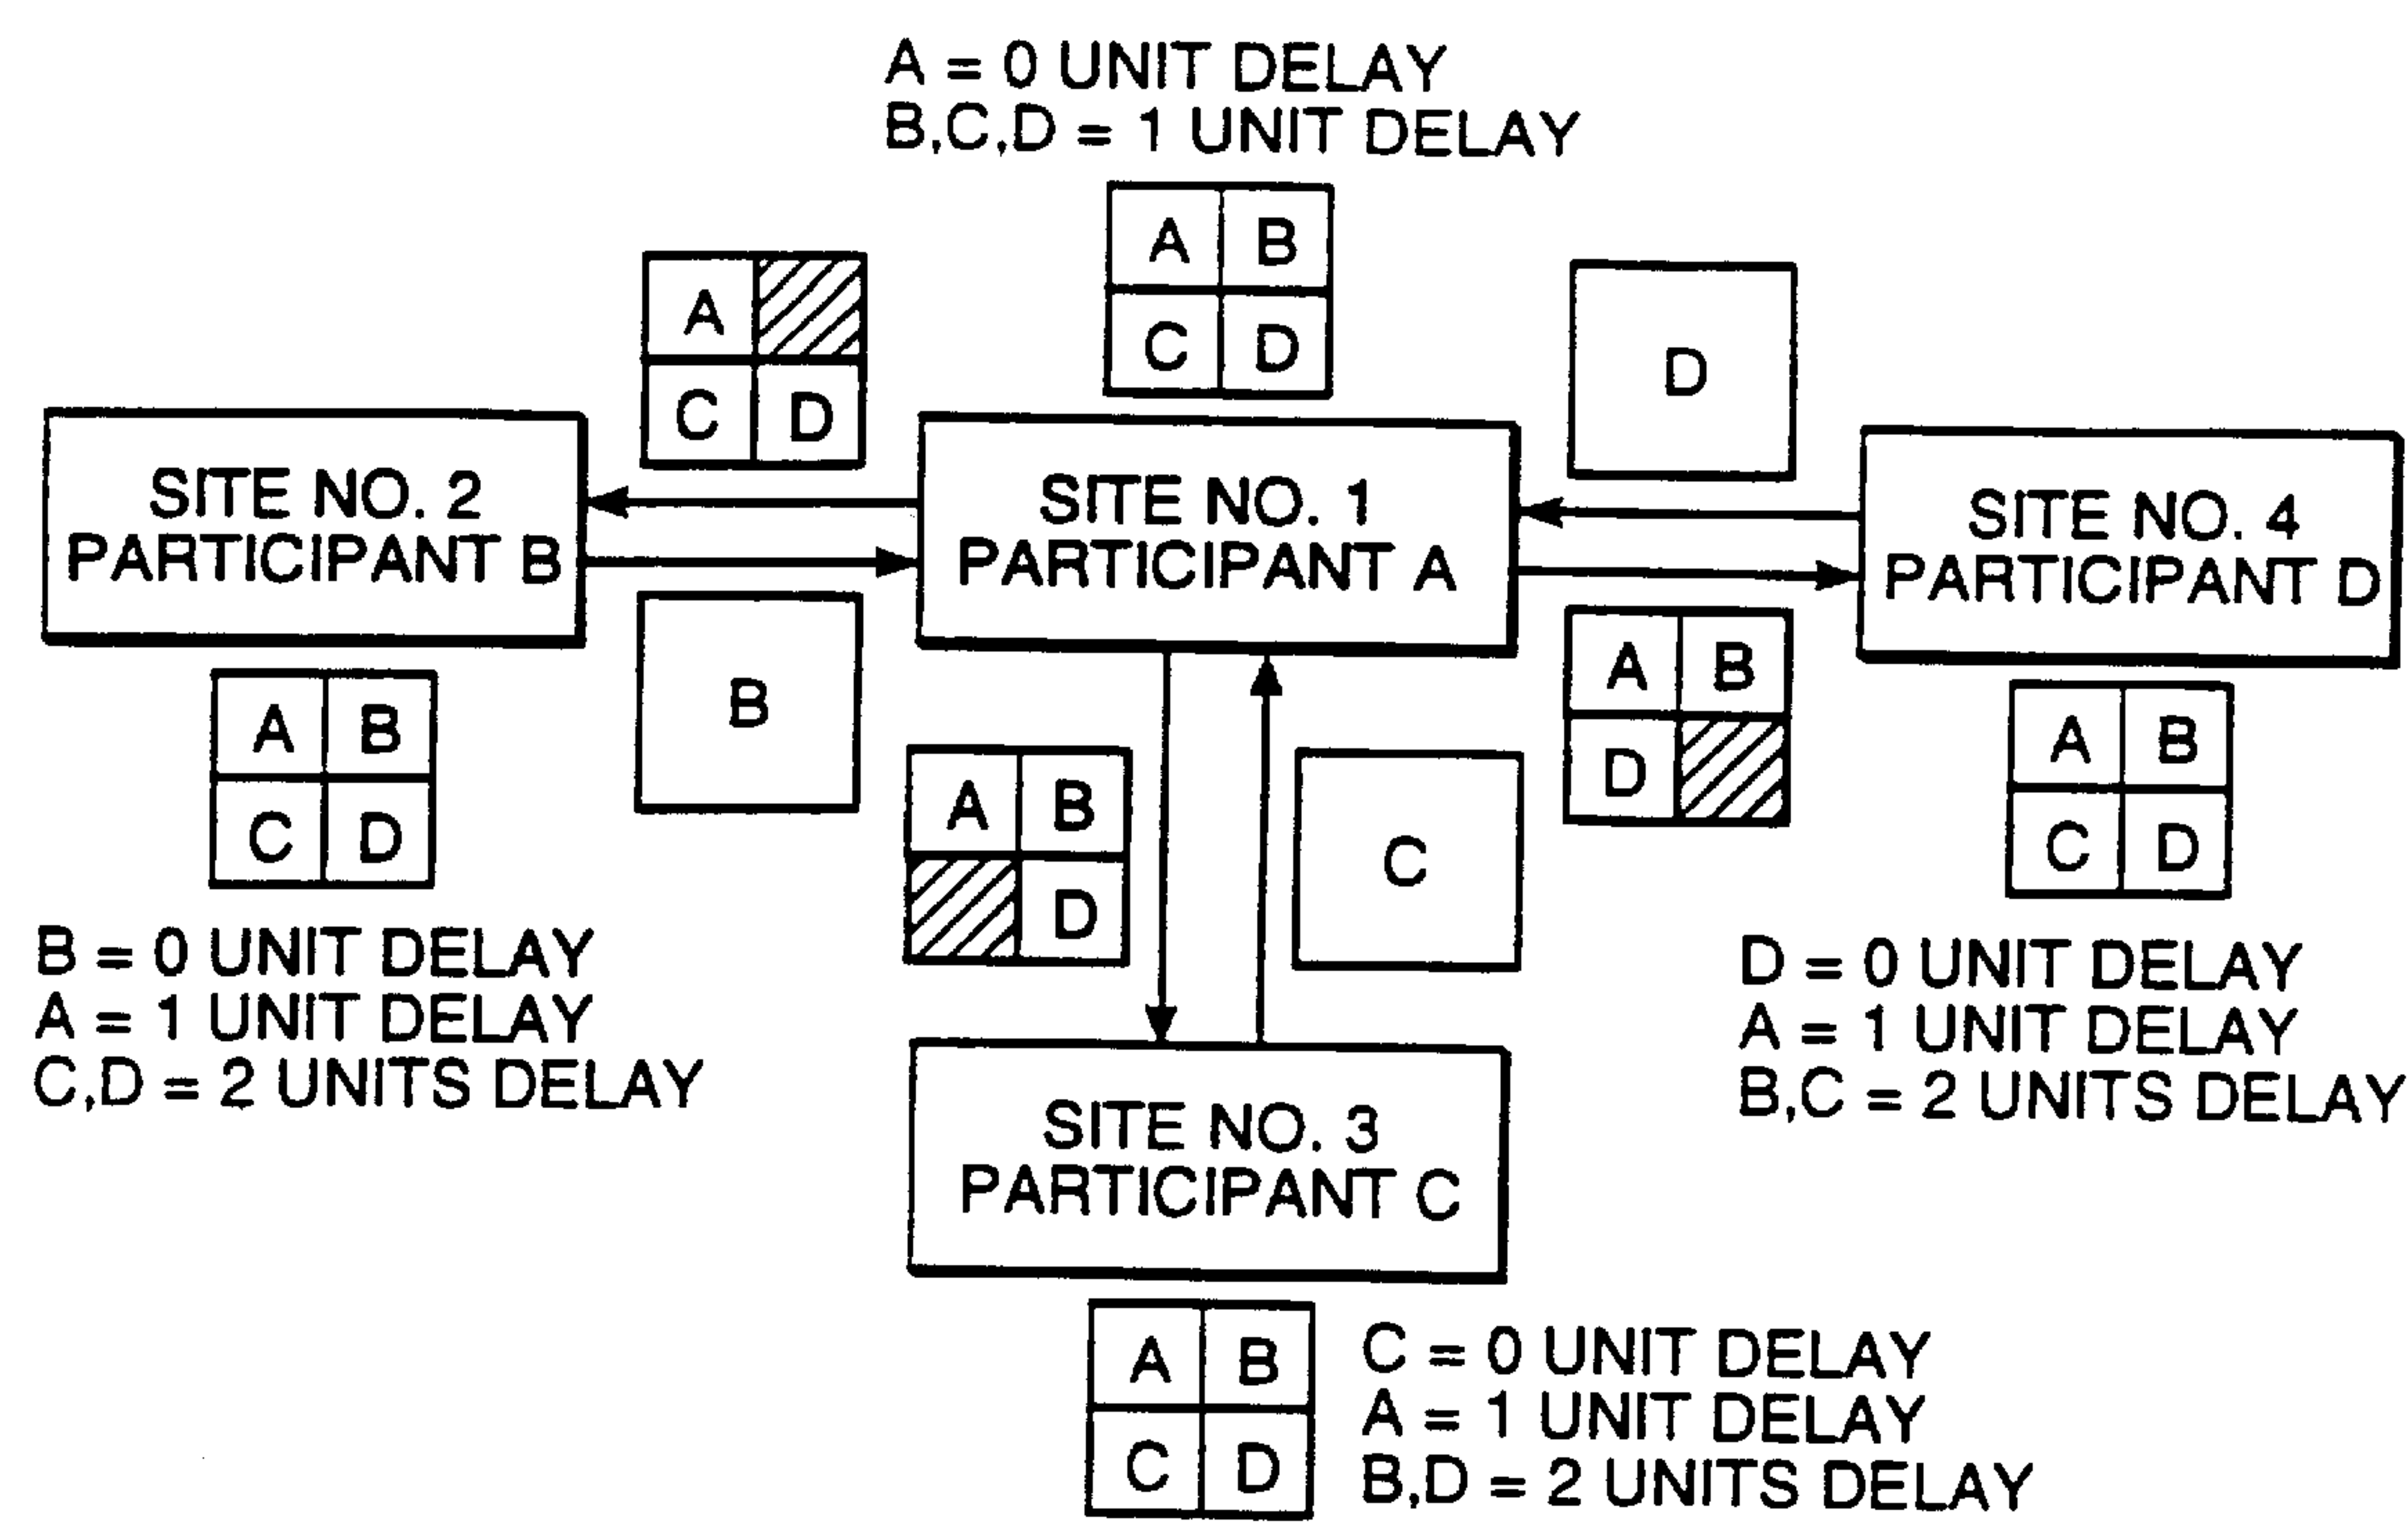 A = 0 UNIT DELAY
B,C,D = 1 UNIT DELAY
A B
C D
A
C D
D
SITE NO. 2
PARTICIPANT B
SITE NO. 1
PARTICIPANT A
SITE NO. 4
PARTICIPANT D
A B
C D
B
A B
D
C
A B
D
A B
C D
B = 0 UNIT DELAY
A = 1 UNIT DELAY
C,D = 2 UNITS DELAY
D = 0 UNIT DELAY
A = 1 UNIT DELAY
B,C = 2 UNITS DELAY
SITE NO. 3
PARTICIPANT C
A B
C D
C = 0 UNIT DELAY
A = 1 UNIT DELAY
B,D = 2 UNITS DELAY